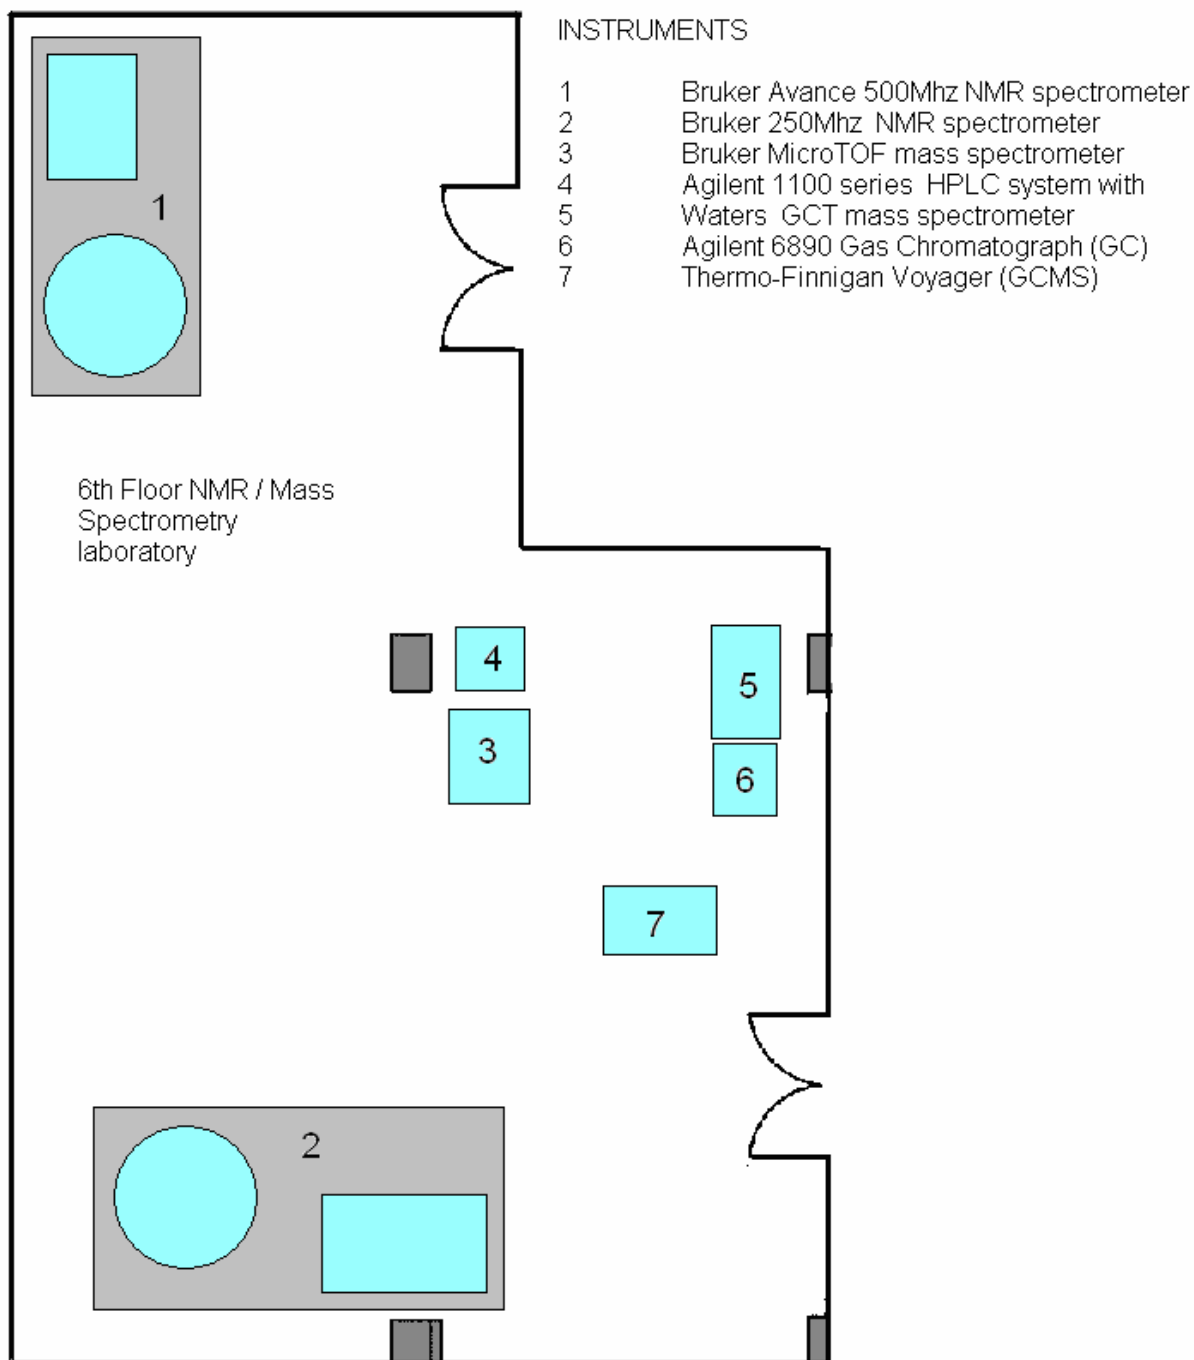 INSTRUMENTS
1 Bruker Avance 500Mhz NMR spectrometer
2 Bruker 250Mhz NMR spectrometer
3 Bruker MicroTOF mass spectrometer
4 Agilent 1100 series HPLC system with
5 Waters GCT mass spectrometer
6 Agilent 6890 Gas Chromatograph (GC)
7 Thermo-Finnigan Voyager (GCMS)
1
6th Floor NMR / Mass
Spectrometry
laboratory
4
5
3
6
7
2